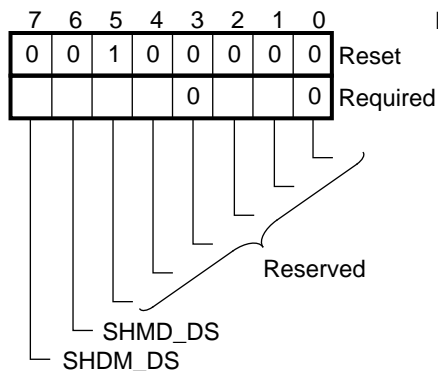 7 6 5 4 3 2 1 0
0 0 1 0 0 0 0 0 Reset
0 0 Required
Reserved
SHMD_DS
SHDM_DS